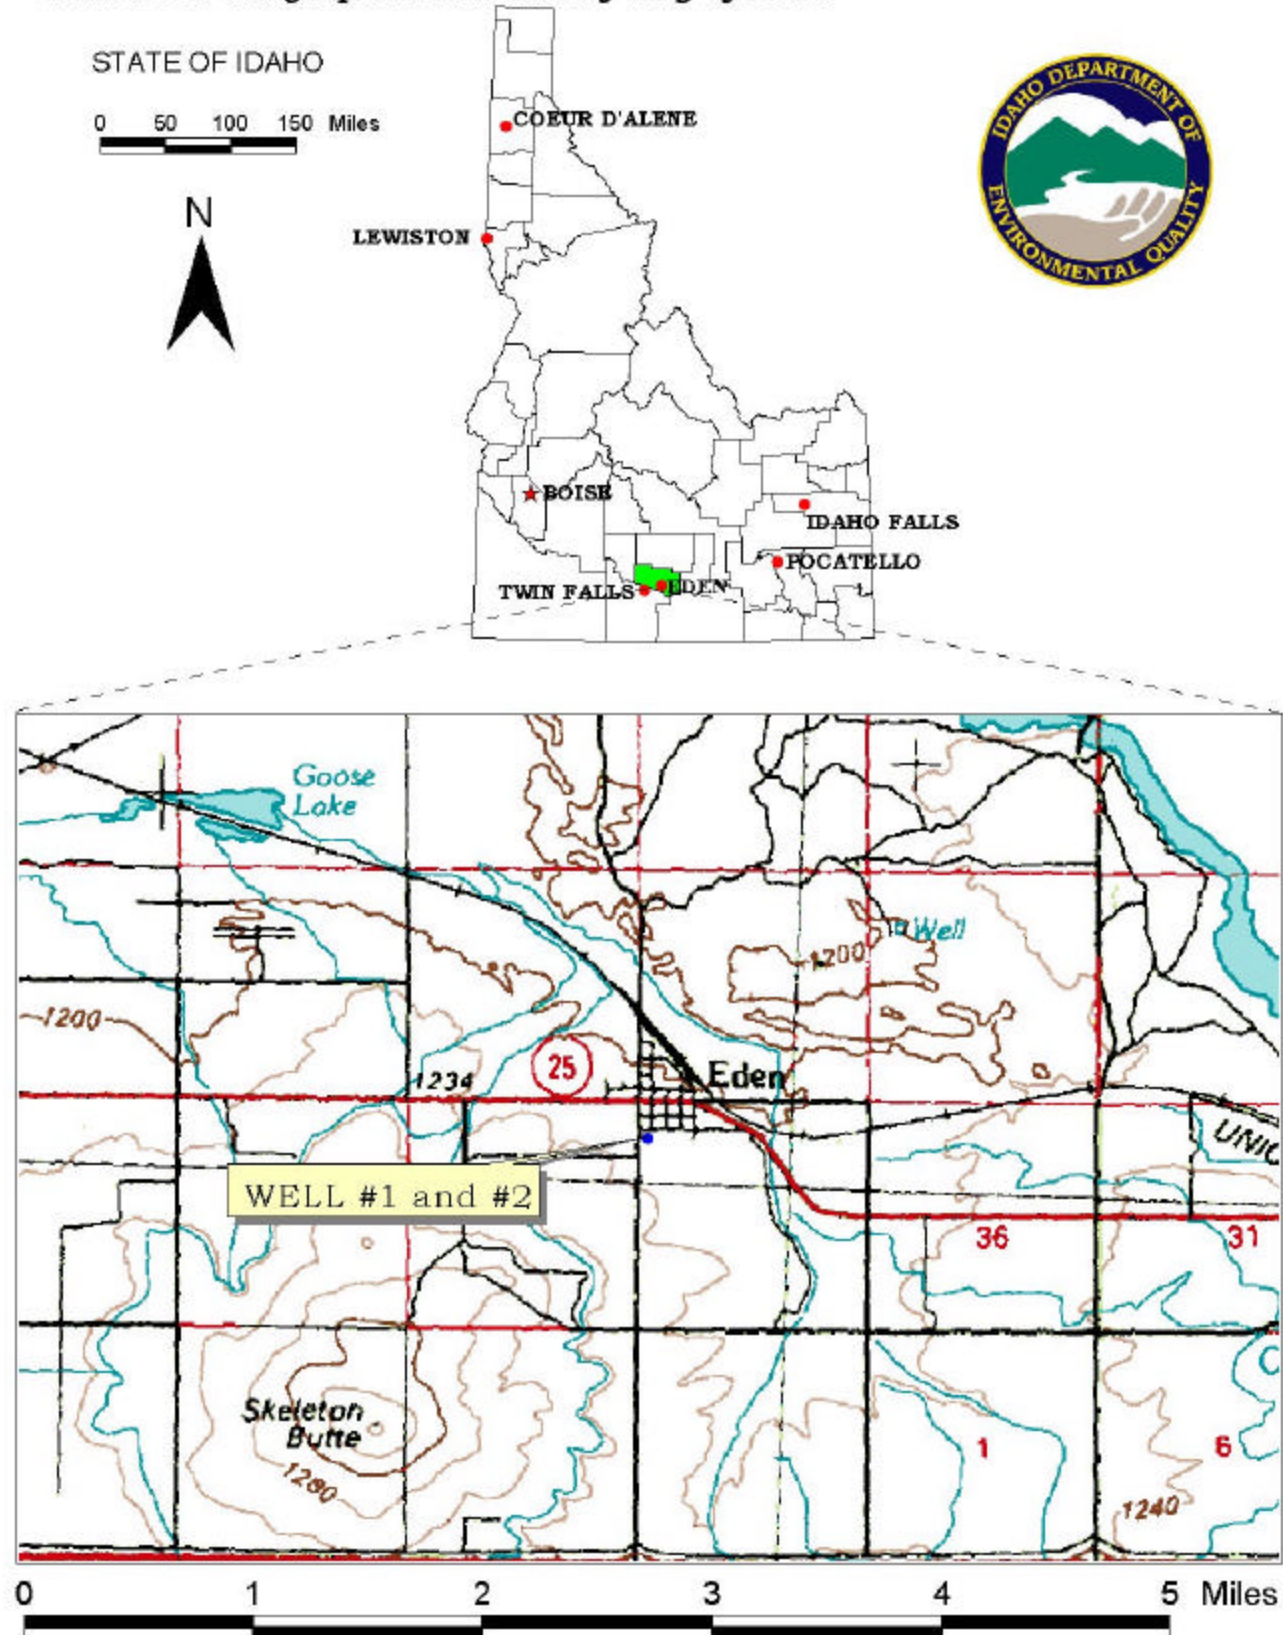 STATE OF IDAHO
0 50 100 150 Miles
N
IDAHO DEPARTMENT OF
ENVIRONMENTAL QUALITY
COEUR D'ALENE
LEWISTON
BOISE
IDAHO FALLS
POCATELLO
TWIN FALLS
EDEN
Goose
Lake
Well
1200
1200
25
Eden
1234
UNIO
WELL #1 and #2
36
31
Skeleton
Butte
1280
1
6
1240
0 1 2 3 4 5 Miles